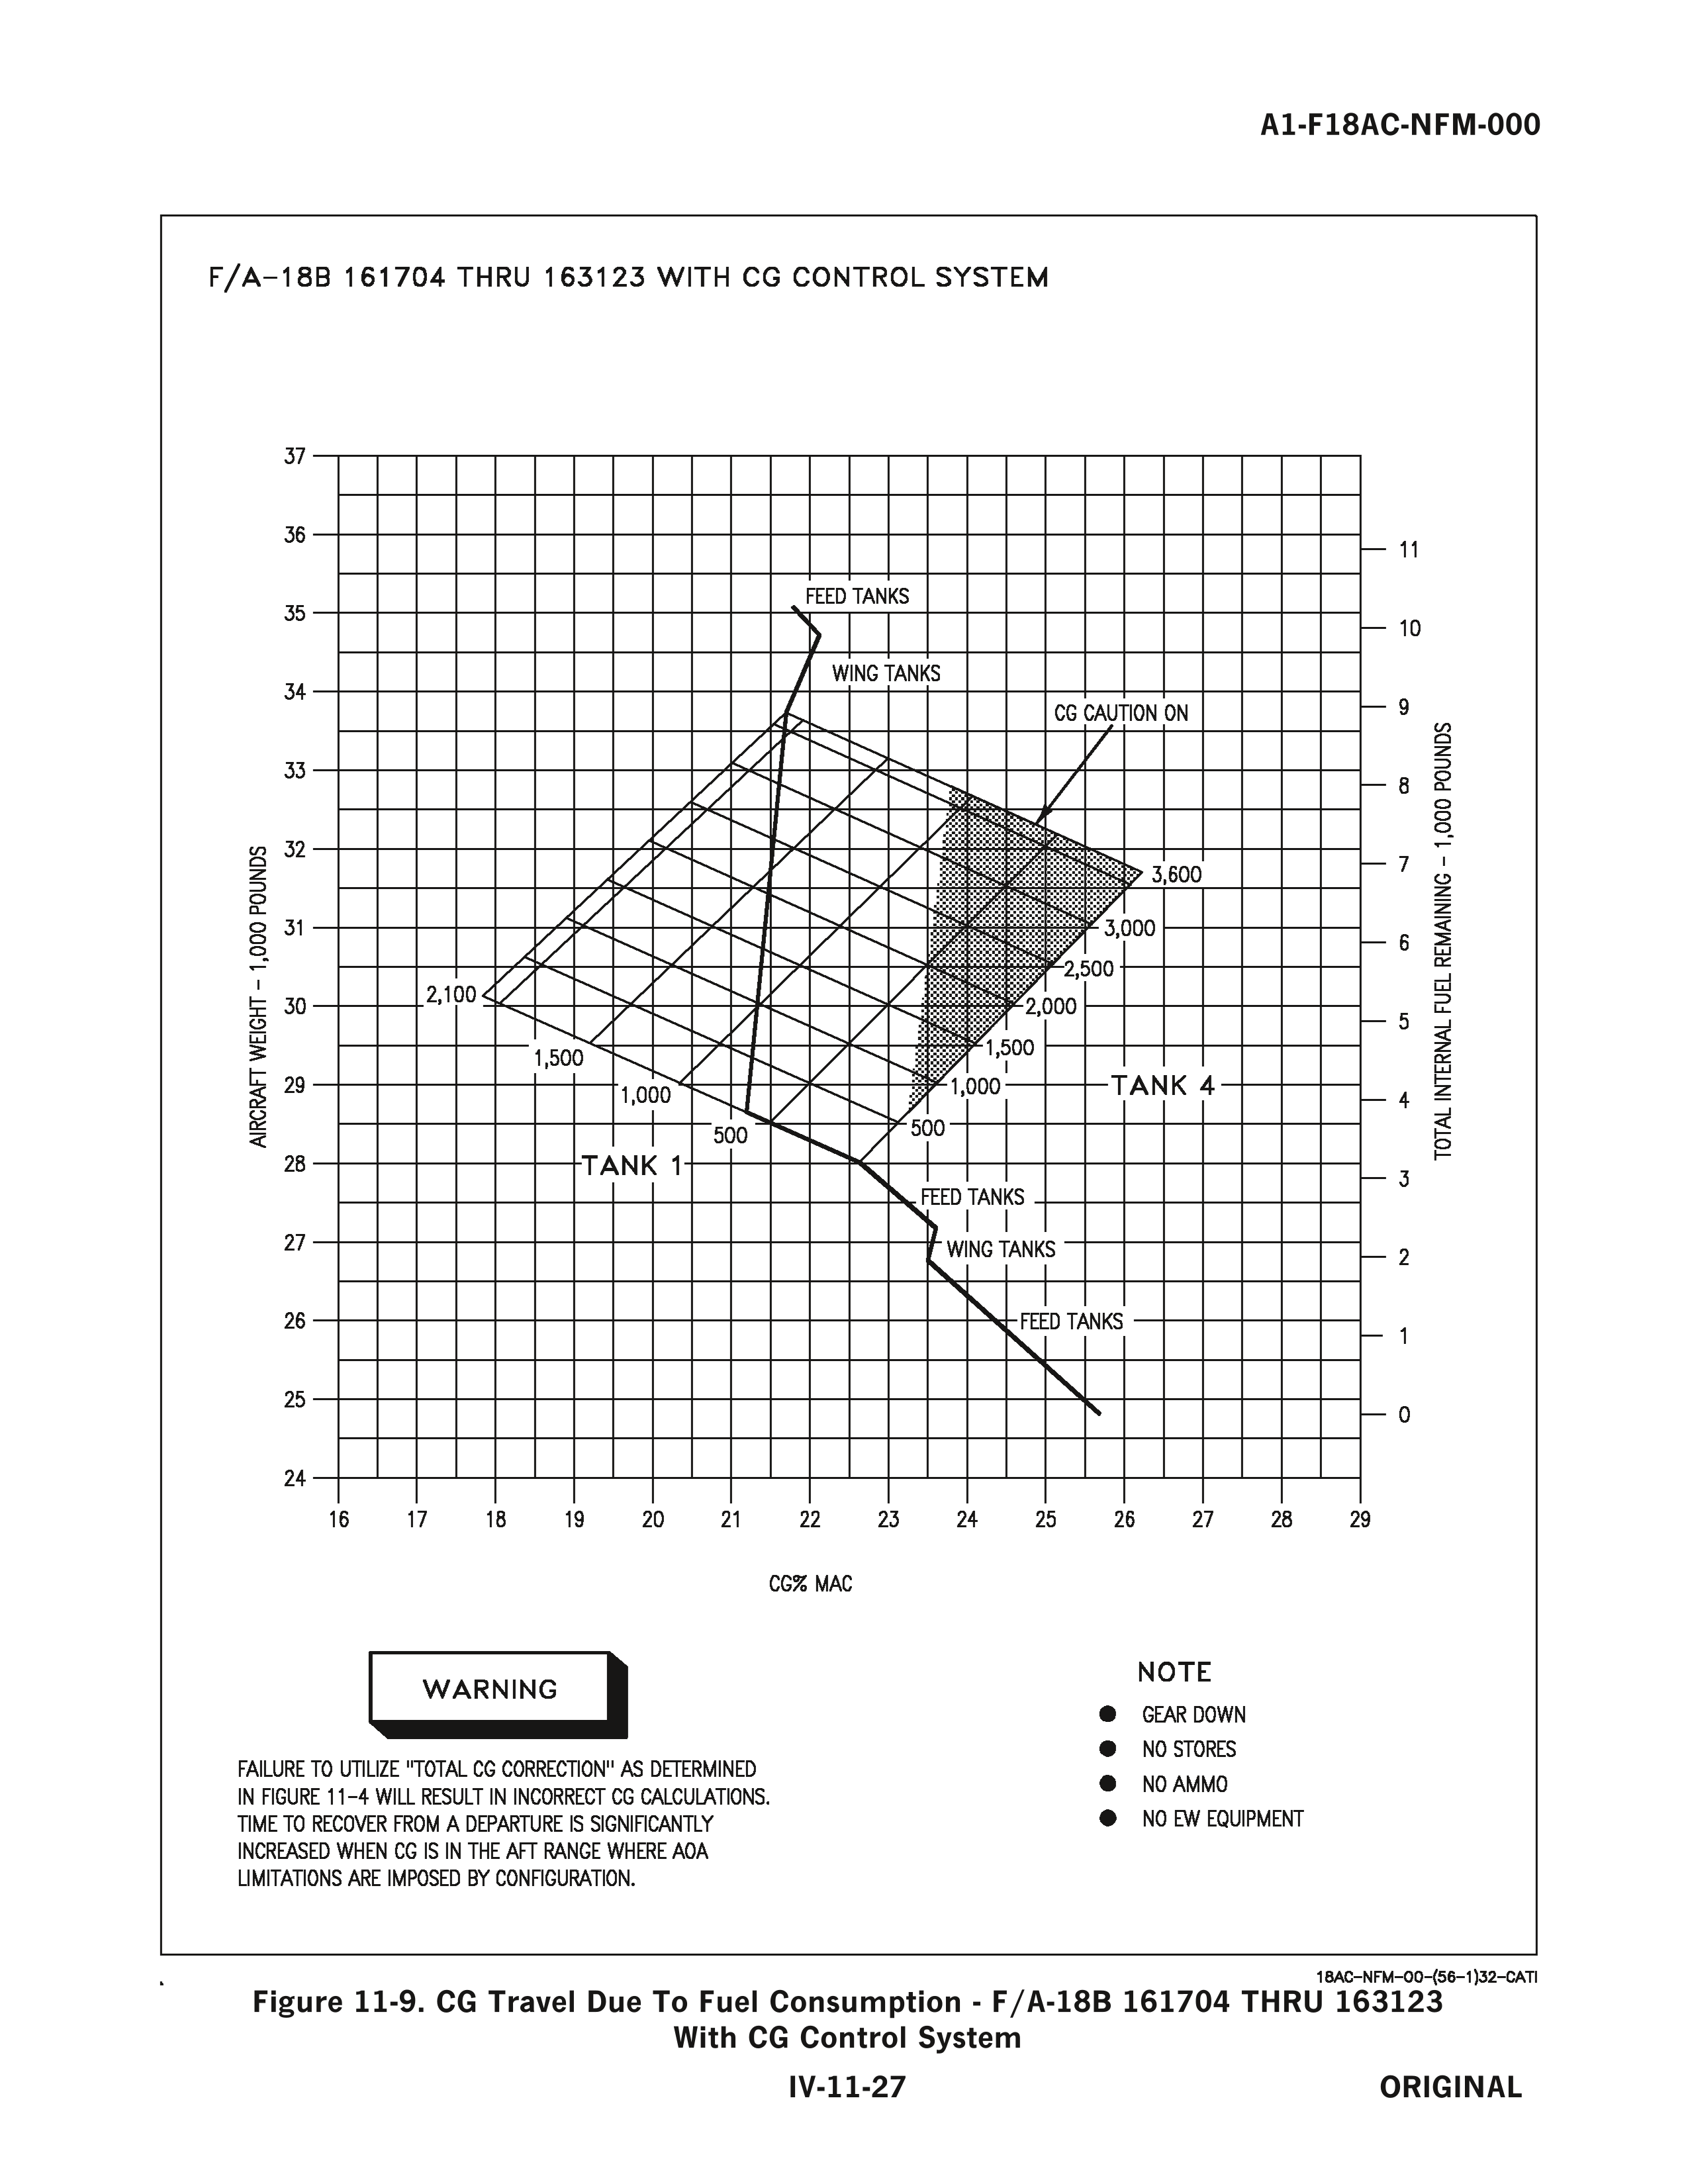 A1-F18AC-NFM-000
F/A-18B 161704 THRU 163123 WITH CG CONTROL SYSTEM
37
36
35
34
33
32
31
30
29
28
27
26
25
24
AIRCRAFT WEIGHT - 1,000 POUNDS
FEED TANKS
WING TANKS
CG CAUTION ON
3,600
3,000
2,500
2,000
1,500
1,000
500
TANK 4
2,100
1,500
1,000
500
TANK 1
FEED TANKS
WING TANKS
FEED TANKS
11
10
9
8
7
6
5
4
3
2
1
0
TOTAL INTERNAL FUEL REMAINING - 1,000 POUNDS
16 17 18 19 20 21 22 23 24 25 26 27 28 29
CG% MAC
WARNING
FAILURE TO UTILIZE "TOTAL CG CORRECTION" AS DETERMINED
IN FIGURE 11-4 WILL RESULT IN INCORRECT CG CALCULATIONS.
TIME TO RECOVER FROM A DEPARTURE IS SIGNIFICANTLY
INCREASED WHEN CG IS IN THE AFT RANGE WHERE AOA
LIMITATIONS ARE IMPOSED BY CONFIGURATION.
NOTE
● GEAR DOWN
● NO STORES
● NO AMMO
● NO EW EQUIPMENT
18AC-NFM-00-(56-1)32-CATI
Figure 11-9. CG Travel Due To Fuel Consumption - F/A-18B 161704 THRU 163123
With CG Control System
IV-11-27
ORIGINAL